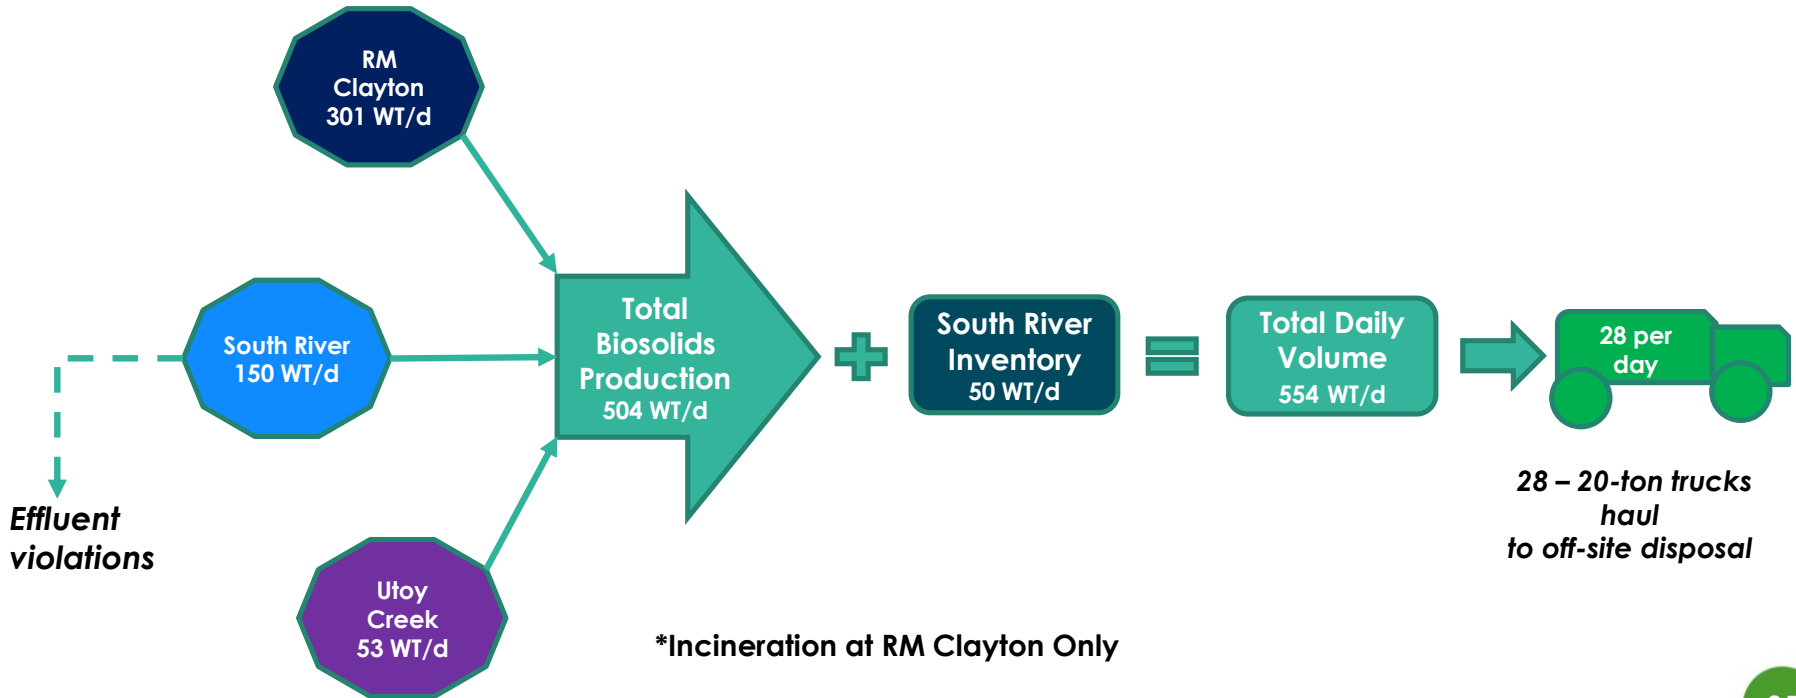 RM
Clayton
301 WT/d
South River
150 WT/d
Effluent
violations
Utoy
Creek
53 WT/d
Total
Biosolids
Production
504 WT/d
South River
Inventory
50 WT/d
Total Daily
Volume
554 WT/d
28 per
day
28 – 20-ton trucks
haul
to off-site disposal
*Incineration at RM Clayton Only